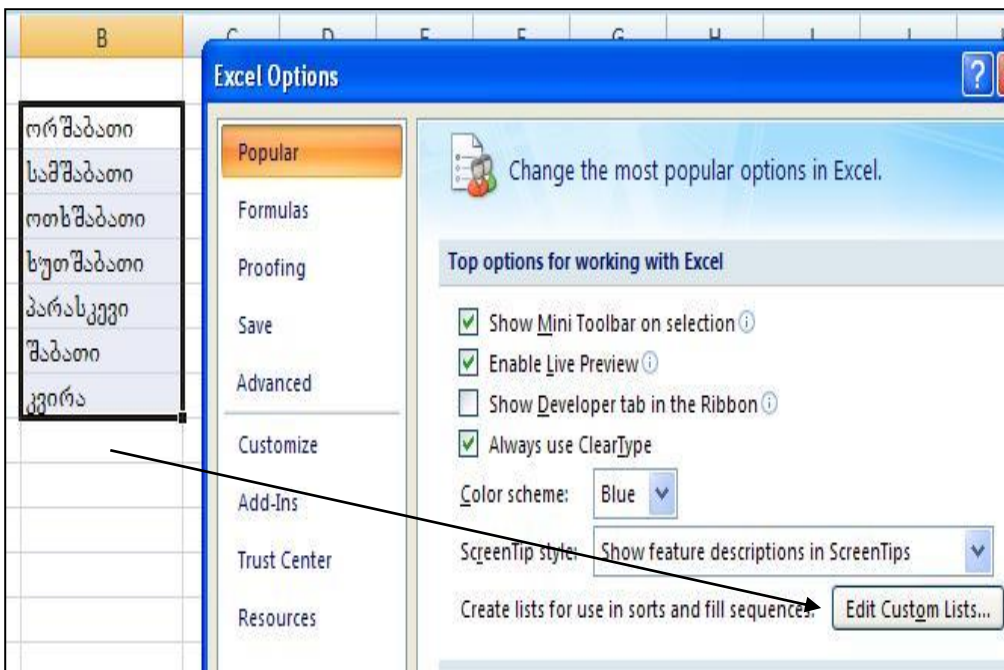 B
Excel Options
ორშაბათი
სამშაბათი
ოთხშაბათი
ხუთშაბათი
პარასკევი
შაბათი
კვირა
Popular
Formulas
Proofing
Save
Advanced
Customize
Add-Ins
Trust Center
Resources
Change the most popular options in Excel.
Top options for working with Excel
Show Mini Toolbar on selection
Enable Live Preview
Show Developer tab in the Ribbon
Always use ClearType
Color scheme: Blue
ScreenTip style: Show feature descriptions in ScreenTips
Create lists for use in sorts and fill sequences: Edit Custom Lists...